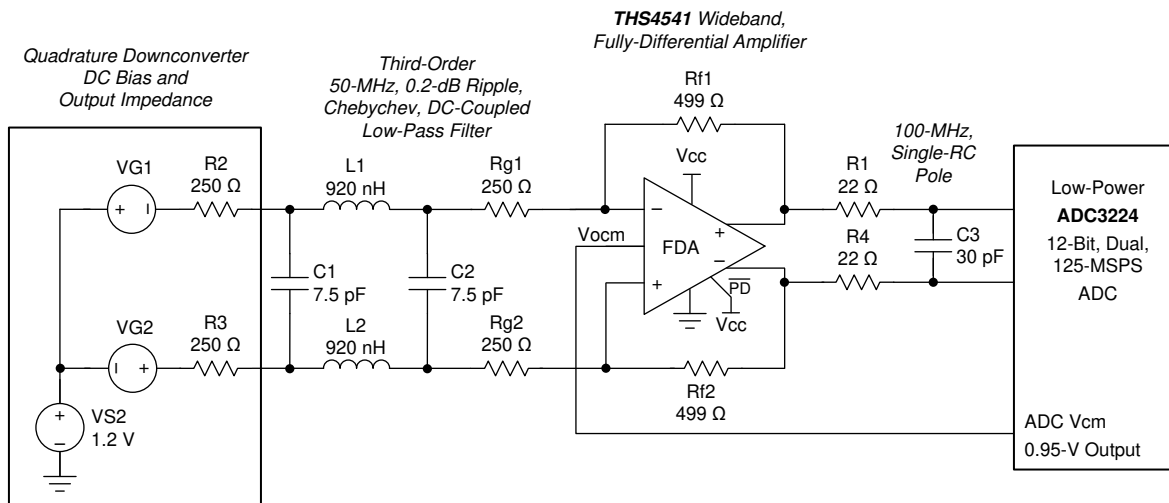 THS4541 Wideband,
Fully-Differential Amplifier
Quadrature Downconverter
DC Bias and
Output Impedance
Third-Order
50-MHz, 0.2-dB Ripple,
Chebychev, DC-Coupled
Low-Pass Filter
Rf1
499 Ω
100-MHz,
Single-RC
Pole
VG1
+
I
R2
250 Ω
L1
920 nH
Rg1
250 Ω
Vcc
R1
22 Ω
Low-Power
ADC3224
12-Bit, Dual,
125-MSPS
ADC
C1
7.5 pF
C2
7.5 pF
Vocm
−
FDA
+
+
−
PD
Vcc
R4
22 Ω
C3
30 pF
VG2
I
+
R3
250 Ω
L2
920 nH
Rg2
250 Ω
Rf2
499 Ω
+
−
VS2
1.2 V
ADC Vcm
0.95-V Output